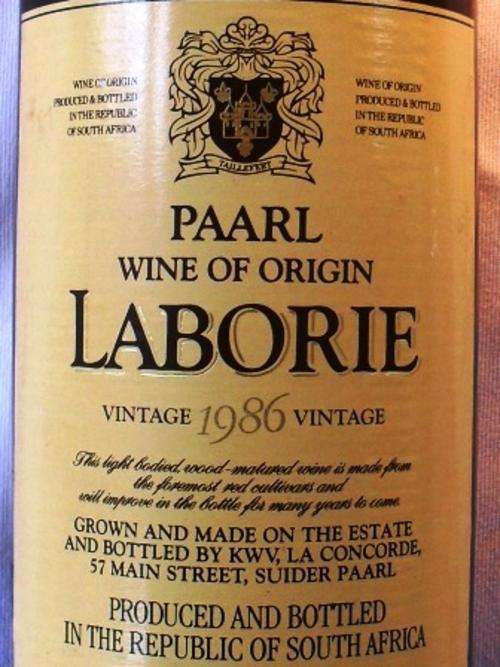 WINE OF ORIGIN
PRODUCED & BOTTLED
IN THE REPUBLIC
OF SOUTH AFRICA
WINE OF ORIGIN
PRODUCED & BOTTLED
IN THE REPUBLIC
OF SOUTH AFRICA
TAILLEFERT
PAARL
WINE OF ORIGIN
LABORIE
VINTAGE 1986 VINTAGE
This light bodied, wood-matured wine is made from
the foremost red cultivars and
will improve in the bottle for many years to come.
GROWN AND MADE ON THE ESTATE
AND BOTTLED BY KWV, LA CONCORDE,
57 MAIN STREET, SUIDER PAARL
PRODUCED AND BOTTLED
IN THE REPUBLIC OF SOUTH AFRICA